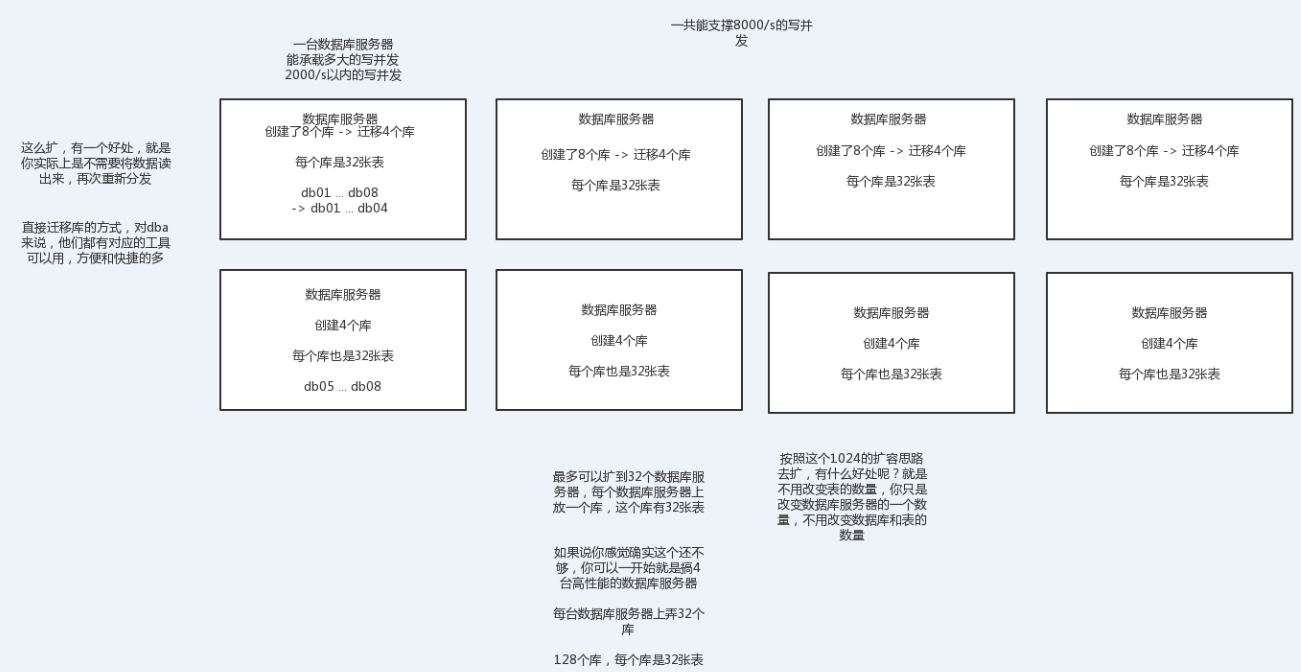 一共能支撑8000/s的写并
发
一台数据库服务器
能承载多大的写并发
2000/s以内的写并发
这么扩，有一个好处，就是
你实际上是不需要将数据读
出来，再次重新分发
直接迁移库的方式，对dba
来说，他们都有对应的工具
可以用，方便和快捷的多
数据库服务器
创建了8个库 -> 迁移4个库
每个库是32张表
db01 ... db08
-> db01 ... db04
数据库服务器
创建了8个库 -> 迁移4个库
每个库是32张表
数据库服务器
创建了8个库 -> 迁移4个库
每个库是32张表
数据库服务器
创建了8个库 -> 迁移4个库
每个库是32张表
数据库服务器
创建4个库
每个库也是32张表
db05 ... db08
数据库服务器
创建4个库
每个库也是32张表
数据库服务器
创建4个库
每个库也是32张表
数据库服务器
创建4个库
每个库也是32张表
最多可以扩到32个数据库服
务器，每个数据库服务器上
放一个库，这个库有32张表
如果说你感觉确实这个还不
够，你可以一开始就是搞4
台高性能的数据库服务器
每台数据库服务器上弄32个
库
128个库，每个库是32张表
按照这个1024的扩容思路
去扩，有什么好处呢？就是
不用改变表的数量，你只是
改变数据库服务器的一个数
量，不用改变数据库和表的
数量